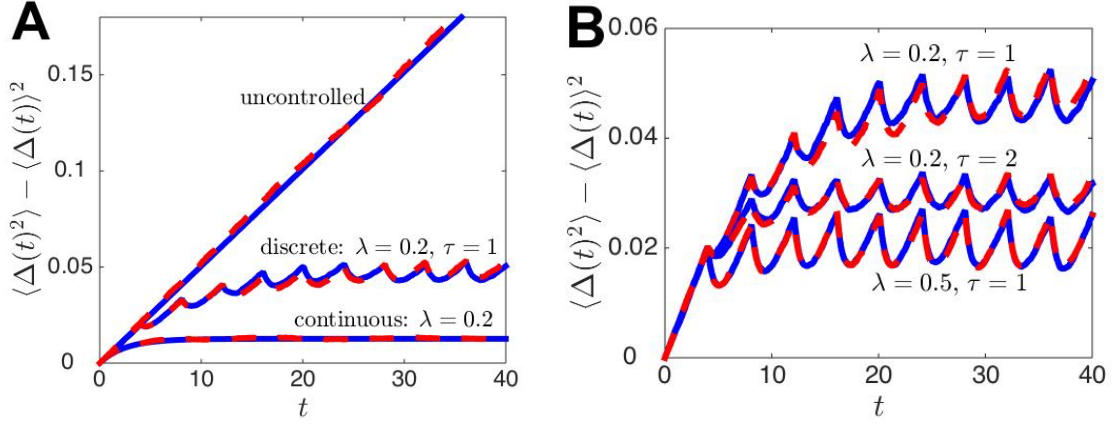 A
⟨Δ(t)²⟩ − ⟨Δ(t)⟩²
0.15
0.1
0.05
0
uncontrolled
discrete: λ = 0.2, τ = 1
continuous: λ = 0.2
0 10 20 30 40
t
B
⟨Δ(t)²⟩ − ⟨Δ(t)⟩²
0.06
0.04
0.02
0
λ = 0.2, τ = 1
λ = 0.2, τ = 2
λ = 0.5, τ = 1
0 10 20 30 40
t